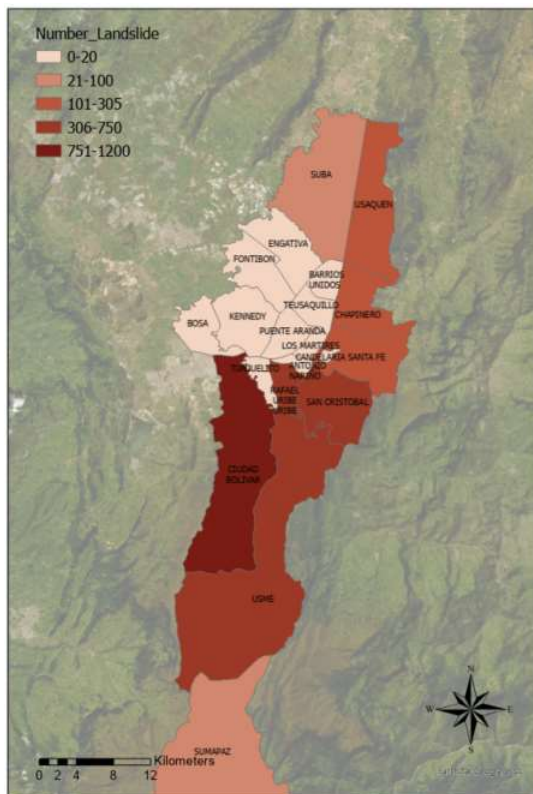 Number_Landslide
0-20
21-100
101-305
306-750
751-1200
SUBA
USAQUEN
ENGATIVA
FONTIBON
BARRIOS
UNIDOS
TEUSAQUILLO
BOSA
KENNEDY
CHAPINERO
PUENTE ARANDA
LOS MARTIRES
CANDELARIA SANTA FE
ANTONIO
NARIÑO
RAFAEL
URIBE
URIBE
SAN CRISTOBAL
CIUDAD
BOLIVAR
USME
SUMAPAZ
N
W E
S
Kilometers
0 2 4 8 12